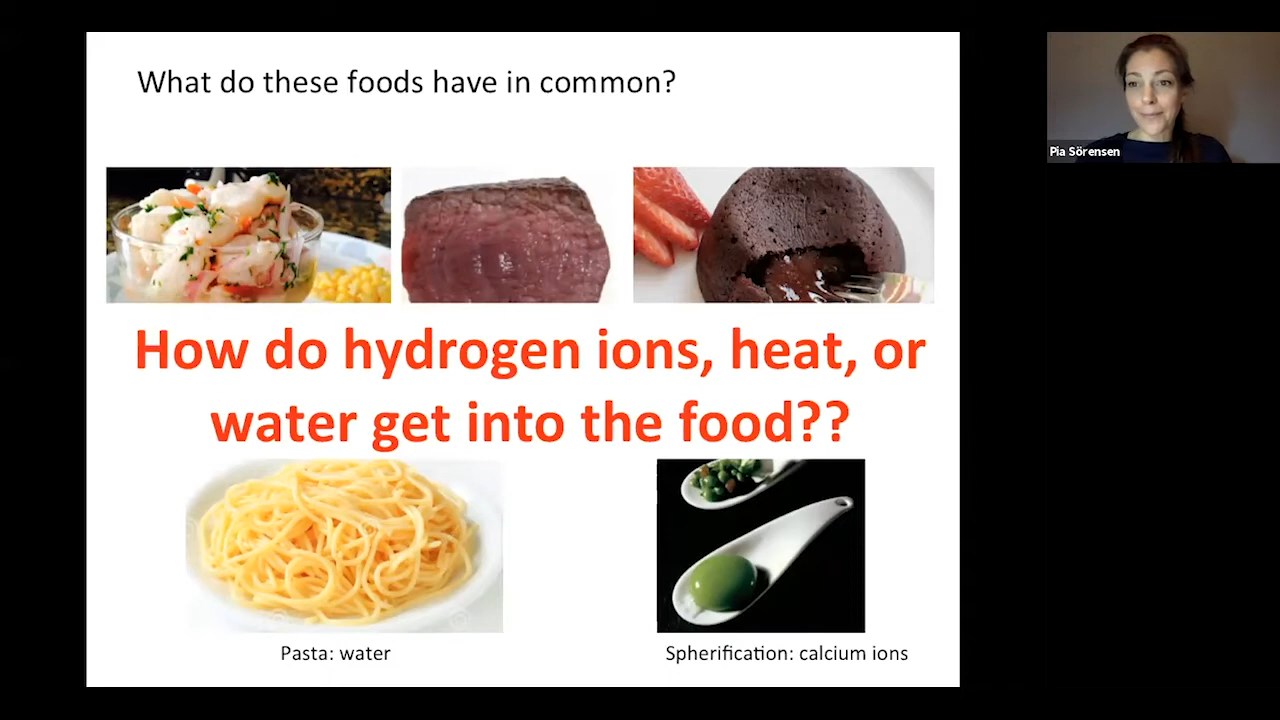 What do these foods have in common?
Pia Sörensen
How do hydrogen ions, heat, or
water get into the food??
Pasta: water
Spherification: calcium ions